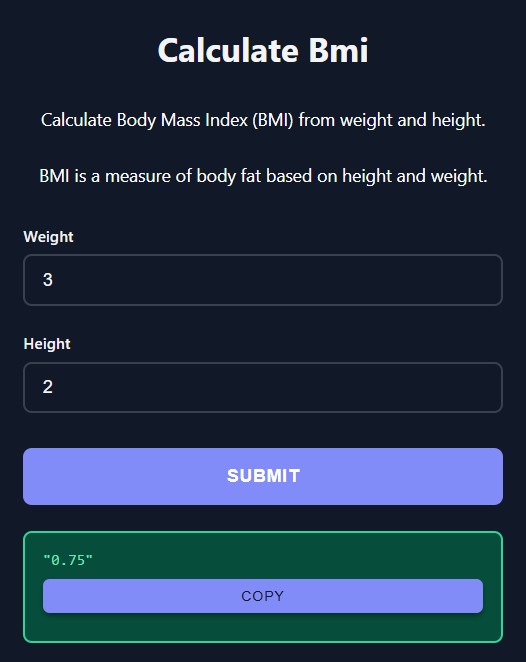 Calculate Bmi
Calculate Body Mass Index (BMI) from weight and height.
BMI is a measure of body fat based on height and weight.
Weight
3
Height
2
SUBMIT
"0.75"
COPY